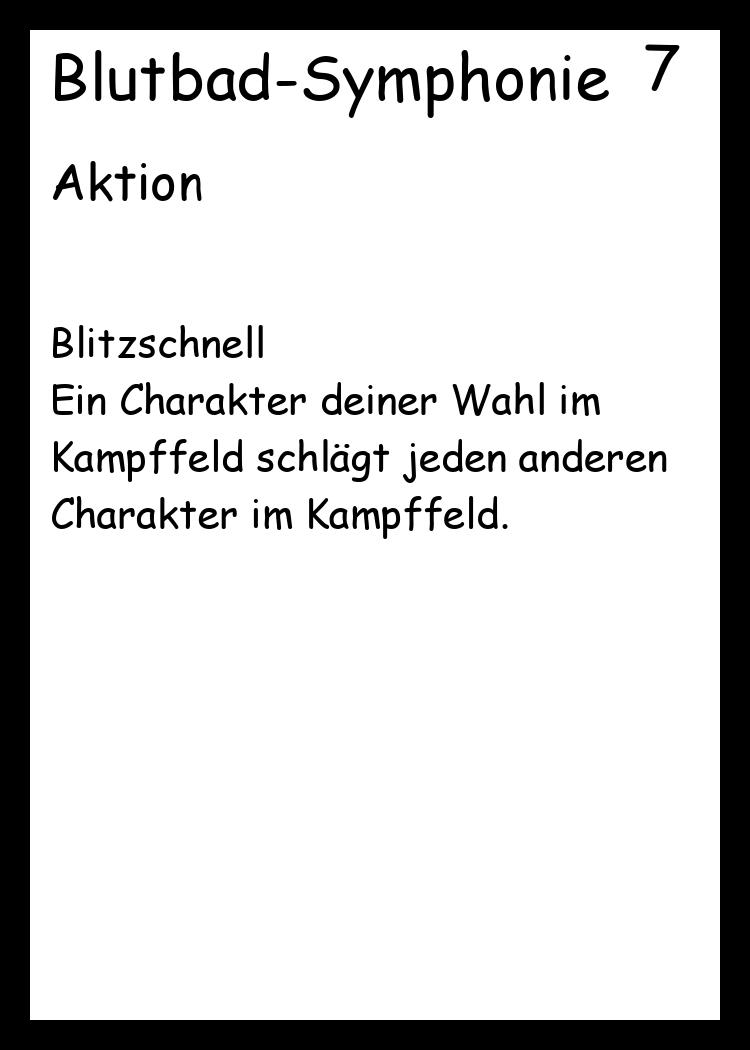 Blutbad-Symphonie 7
Aktion
Blitzschnell
Ein Charakter deiner Wahl im
Kampffeld schlägt jeden anderen
Charakter im Kampffeld.